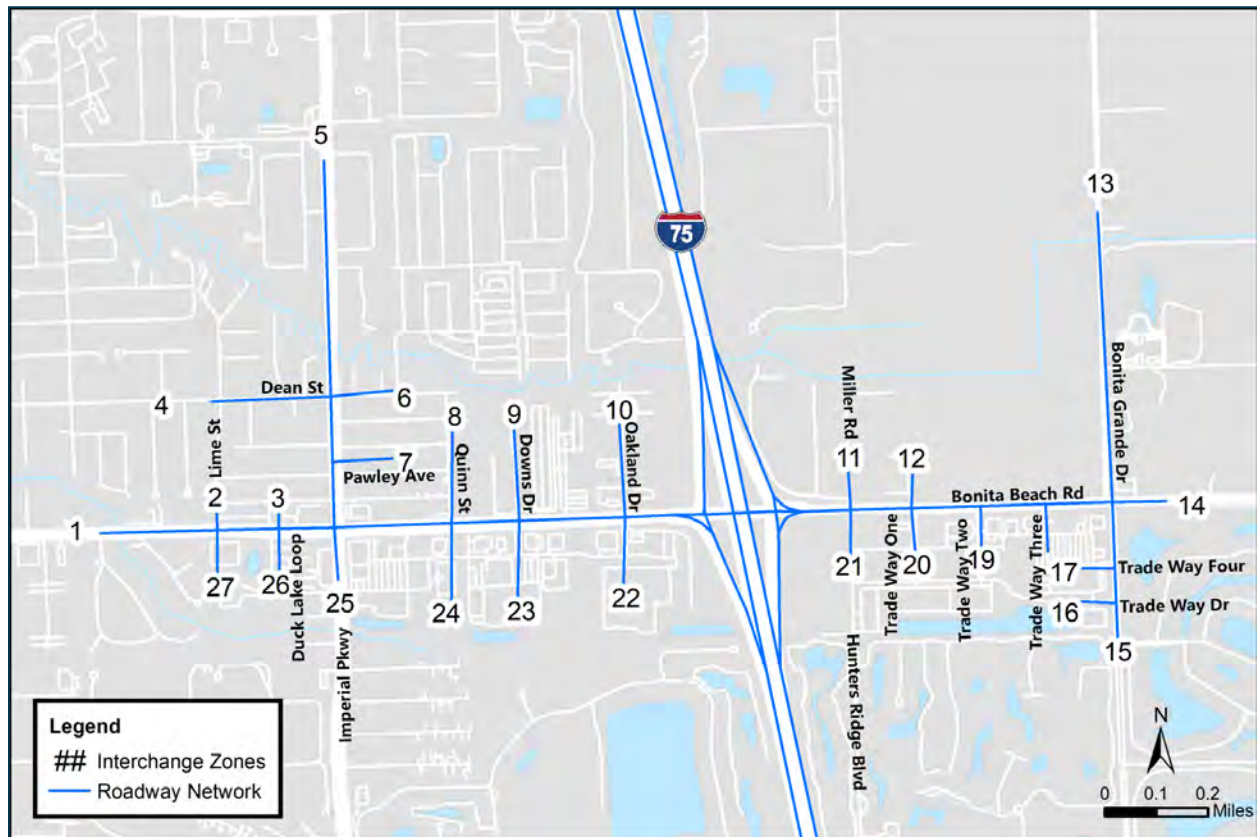 5
13
75
Dean St
4
6
Lime St
8
9
10
Quinn St
Downs Dr
Oakland Dr
Miller Rd
Bonita Grande Dr
7
Pawley Ave
11
12
2
3
Bonita Beach Rd
14
1
27
26
Duck Lake Loop
25
24
23
22
21
20
19
17
Trade Way One
Trade Way Two
Trade Way Three
Trade Way Four
16
Trade Way Dr
15
Imperial Pkwy
Hunters Ridge Blvd
Legend
## Interchange Zones
Roadway Network
N
0 0.1 0.2
Miles